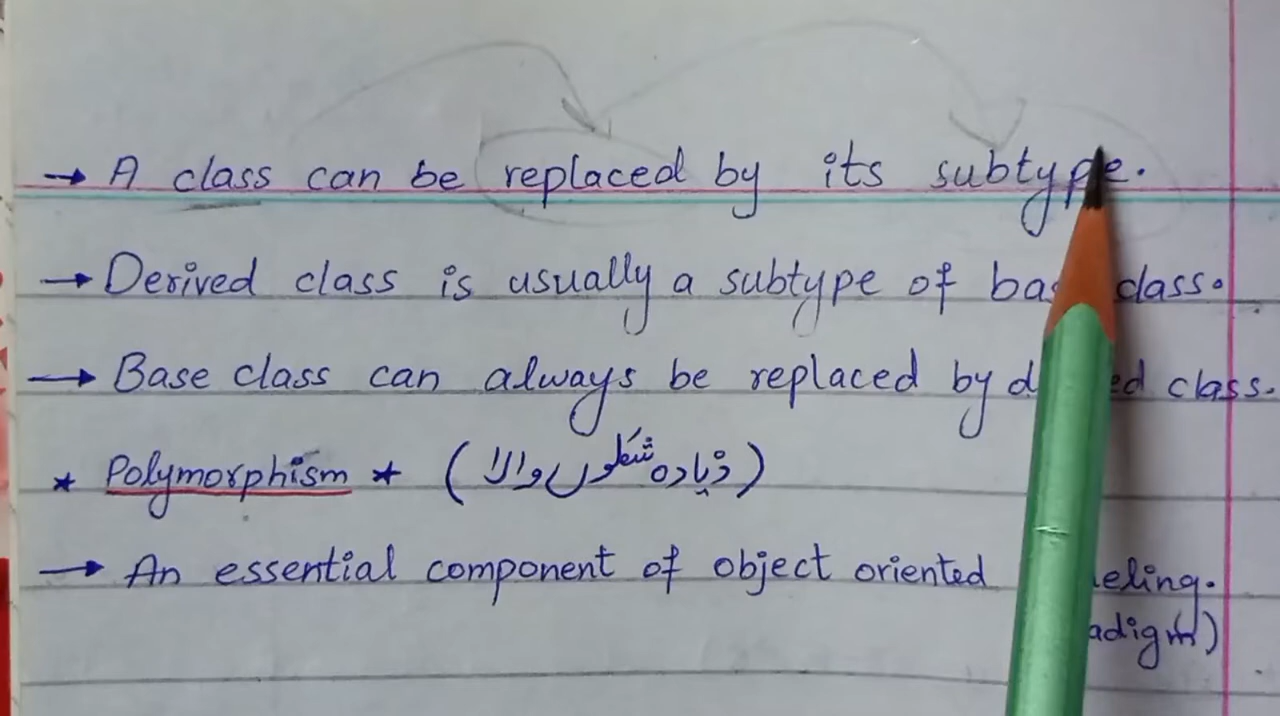 → A class can be replaced by its subtype.
→ Derived class is usually a subtype of class.
→ Base class can always be replaced by class.
* Polymorphism * (زیادہ شکلوں والا)
→ An essential component of object oriented